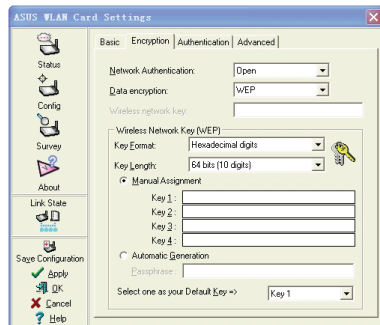 ASUS WLAN Card Settings
Status
Config
Survey
About
Link State
Save Configuration
Apply
OK
Cancel
Help
Basic Encryption Authentication Advanced
Network Authentication: Open
Data encryption: WEP
Wireless network key:
Wireless Network Key (WEP)
Key Format: Hexadecimal digits
Key Length: 64 bits (10 digits)
Manual Assignment
Key 1 :
Key 2 :
Key 3 :
Key 4 :
Automatic Generation
Passphrase :
Select one as your Default Key => Key 1